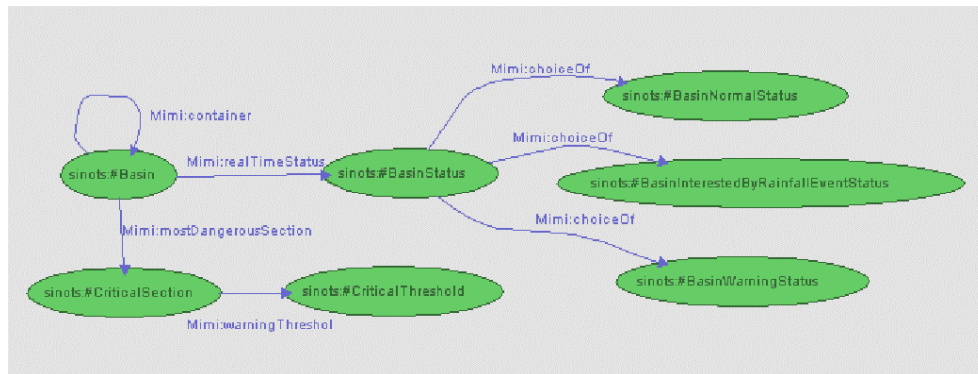 Mimi:choiceOf
sinots:#BasinNormalStatus
Mimi:container
Mimi:choiceOf
Mimi:realTimeStatus
sinots:#Basin
sinots:#BasinStatus
sinots:#BasinInterestedByRainfallEventStatus
Mimi:choiceOf
Mimi:mostDangerousSection
sinots:#BasinWarningStatus
sinots:#CriticalSection
sinots:#CriticalThreshold
Mimi:warningThreshol